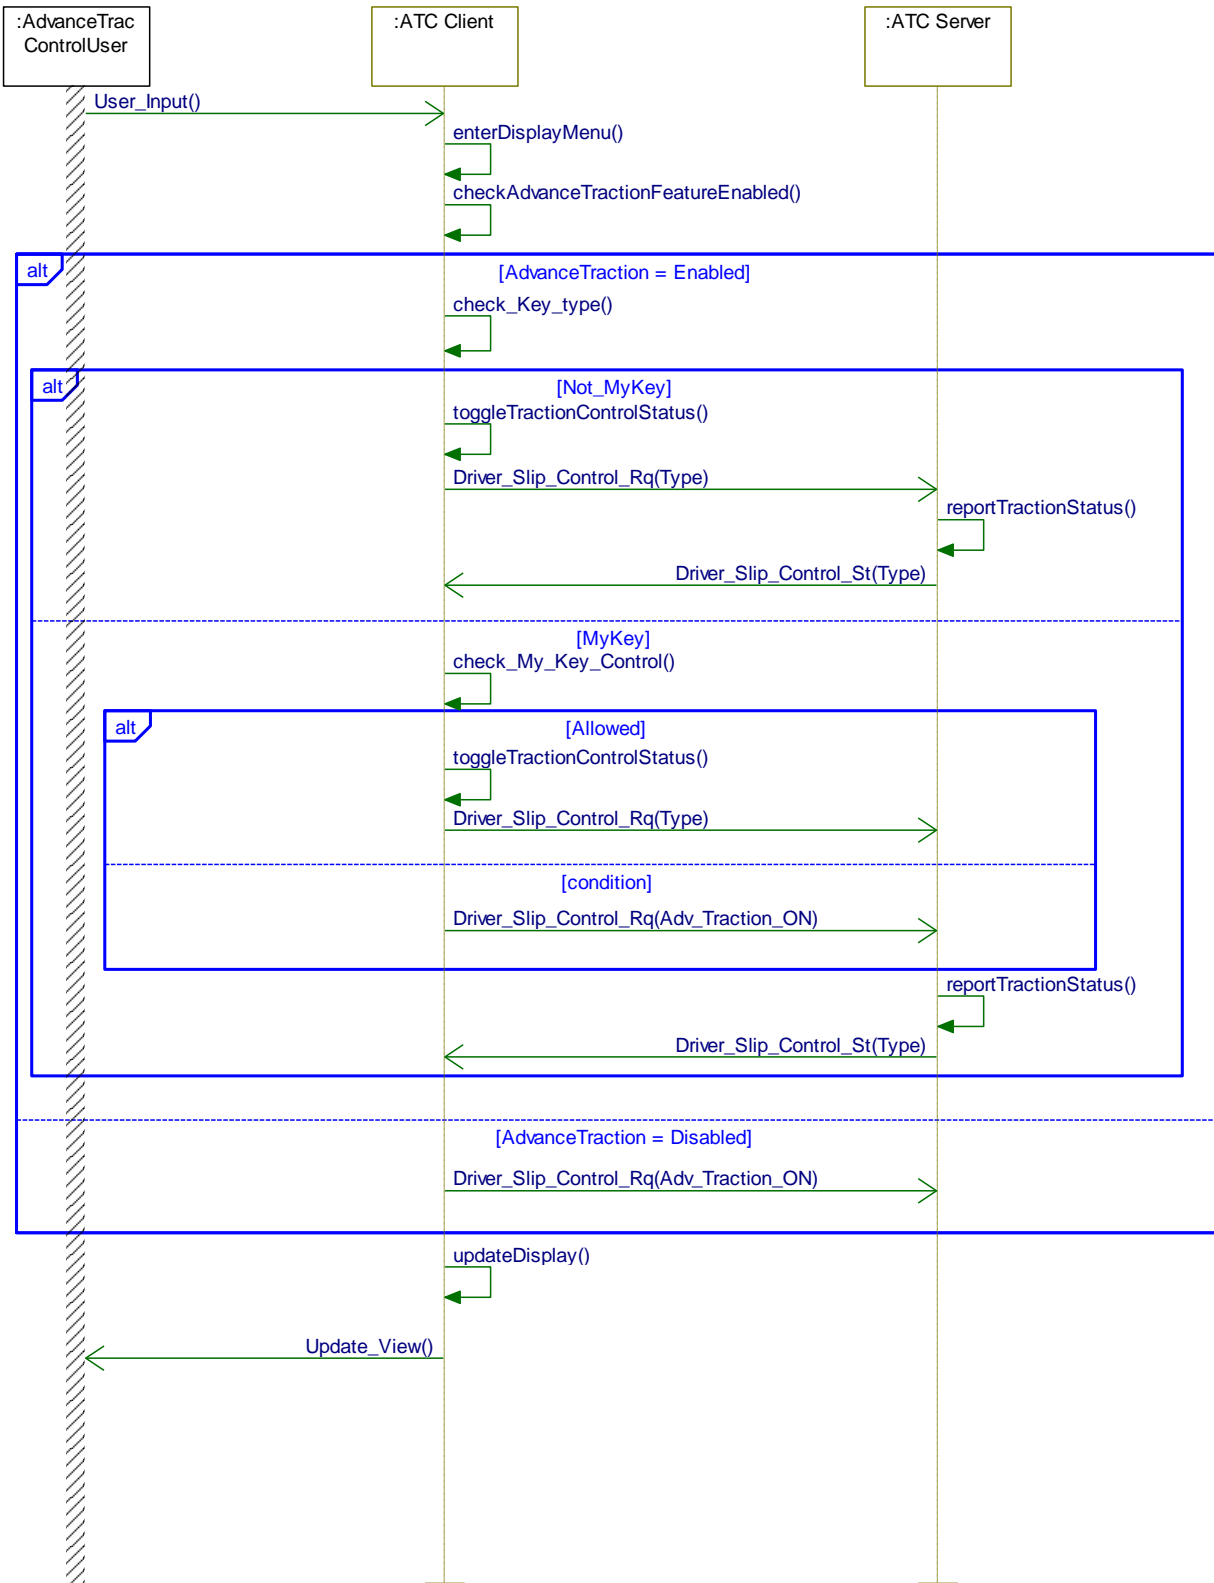 :AdvanceTrac
ControlUser
:ATC Client
:ATC Server
User_Input()
enterDisplayMenu()
checkAdvanceTractionFeatureEnabled()
alt
[AdvanceTraction = Enabled]
check_Key_type()
alt
[Not_MyKey]
toggleTractionControlStatus()
Driver_Slip_Control_Rq(Type)
reportTractionStatus()
Driver_Slip_Control_St(Type)
[MyKey]
check_My_Key_Control()
alt
[Allowed]
toggleTractionControlStatus()
Driver_Slip_Control_Rq(Type)
[condition]
Driver_Slip_Control_Rq(Adv_Traction_ON)
reportTractionStatus()
Driver_Slip_Control_St(Type)
[AdvanceTraction = Disabled]
Driver_Slip_Control_Rq(Adv_Traction_ON)
updateDisplay()
Update_View()